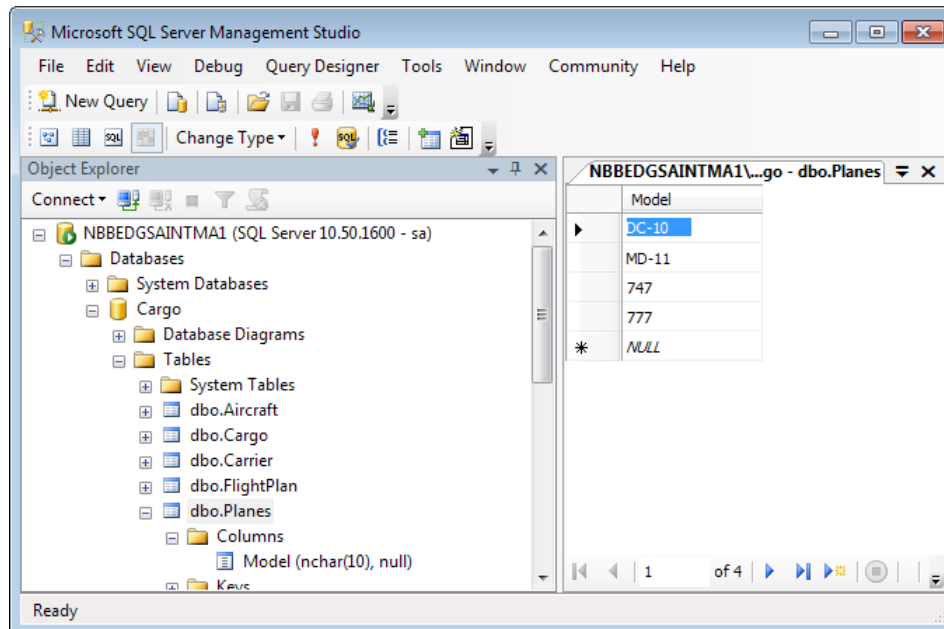 Microsoft SQL Server Management Studio
File Edit View Debug Query Designer Tools Window Community Help
New Query
SQL Change Type SQL
Object Explorer
Connect
NBBEDGSAINTMA1 (SQL Server 10.50.1600 - sa)
Databases
System Databases
Cargo
Database Diagrams
Tables
System Tables
dbo.Aircraft
dbo.Cargo
dbo.Carrier
dbo.FlightPlan
dbo.Planes
Columns
Model (nchar(10), null)
Keys
NBBEDGSAINTMA1\...go - dbo.Planes
Model
DC-10
MD-11
747
777
NULL
1 of 4
Ready